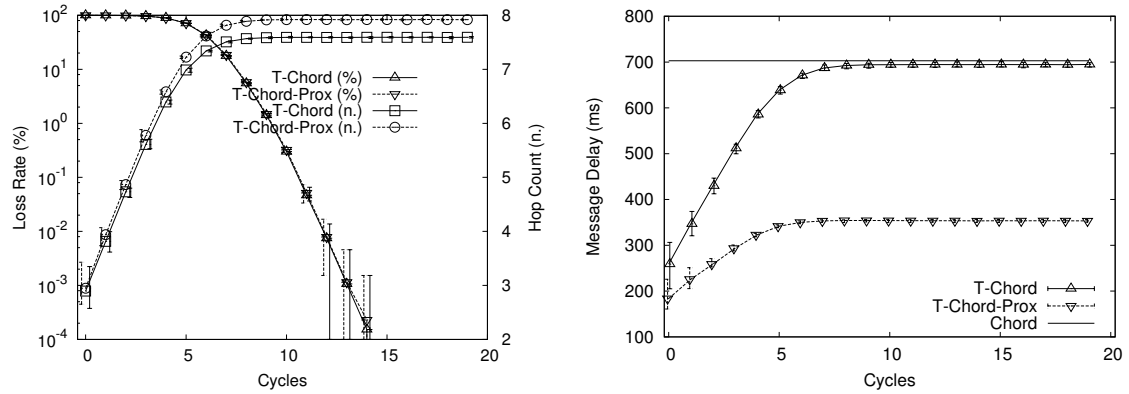 Loss Rate (%)
10^2
10^1
10^0
10^-1
10^-2
10^-3
10^-4
0 5 10 15 20
Cycles
8
7
6
5
4
3
2
Hop Count (n.)
T-Chord (%)
T-Chord-Prox (%)
T-Chord (n.)
T-Chord-Prox (n.)
Message Delay (ms)
800
700
600
500
400
300
200
100
0 5 10 15 20
Cycles
T-Chord
T-Chord-Prox
Chord